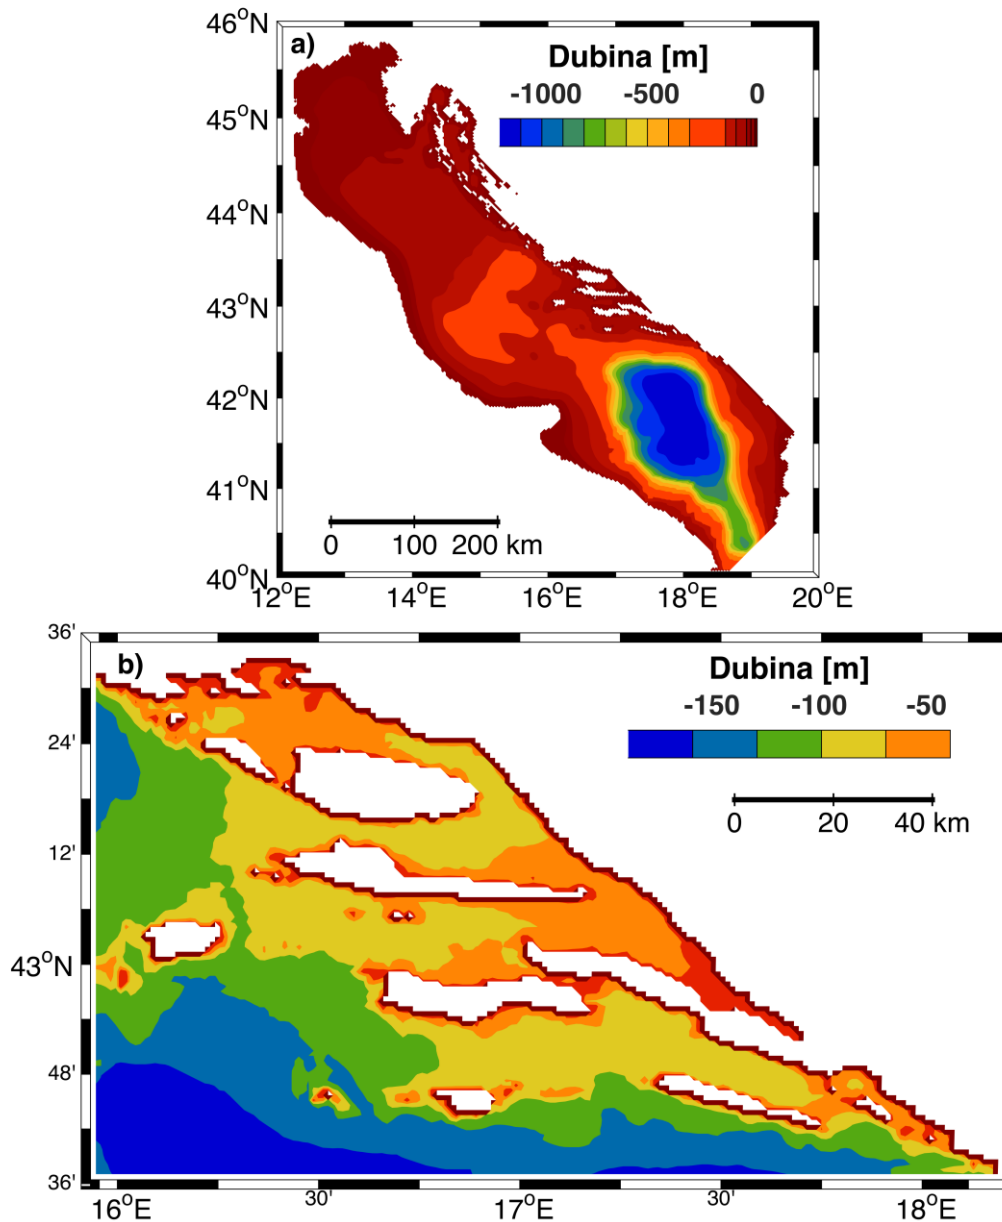 46°N
a)
Dubina [m]
-1000 -500 0
45°N
44°N
43°N
42°N
41°N
0 100 200 km
40°N
12°E 14°E 16°E 18°E 20°E
36'
b)
Dubina [m]
-150 -100 -50
24'
0 20 40 km
12'
43°N
48'
36'
16°E 30' 17°E 30' 18°E